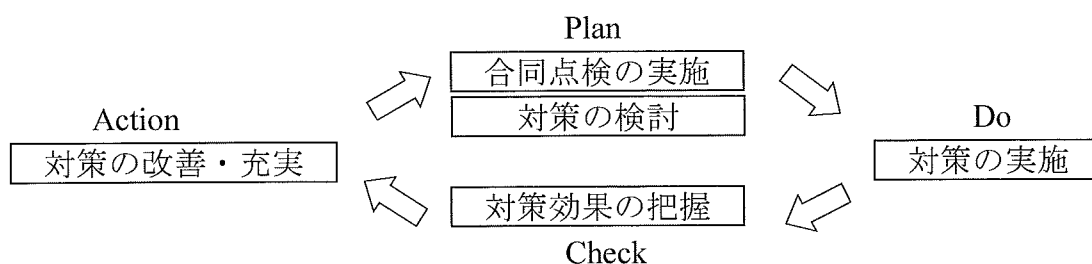 Plan
合同点検の実施
対策の検討
Do
対策の実施
対策効果の把握
Check
Action
対策の改善・充実